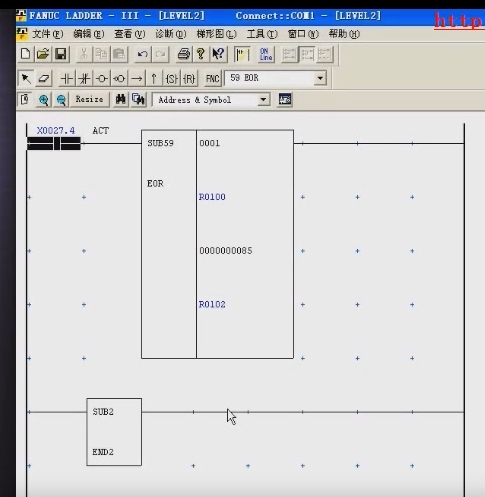 FANUC LADDER - III - [LEVEL2] Connect::COM1 - [LEVEL2]
http
文件(F) 编辑(E) 查看(V) 诊断(D) 梯形图(L) 工具(T) 窗口(W) 帮助(H)
ON Line
(S) (R) FNC 59 EOR
Resize Address & Symbol
X0027.4 ACT
SUB59 0001
EOR
R0100
0000000085
R0102
SUB2
END2